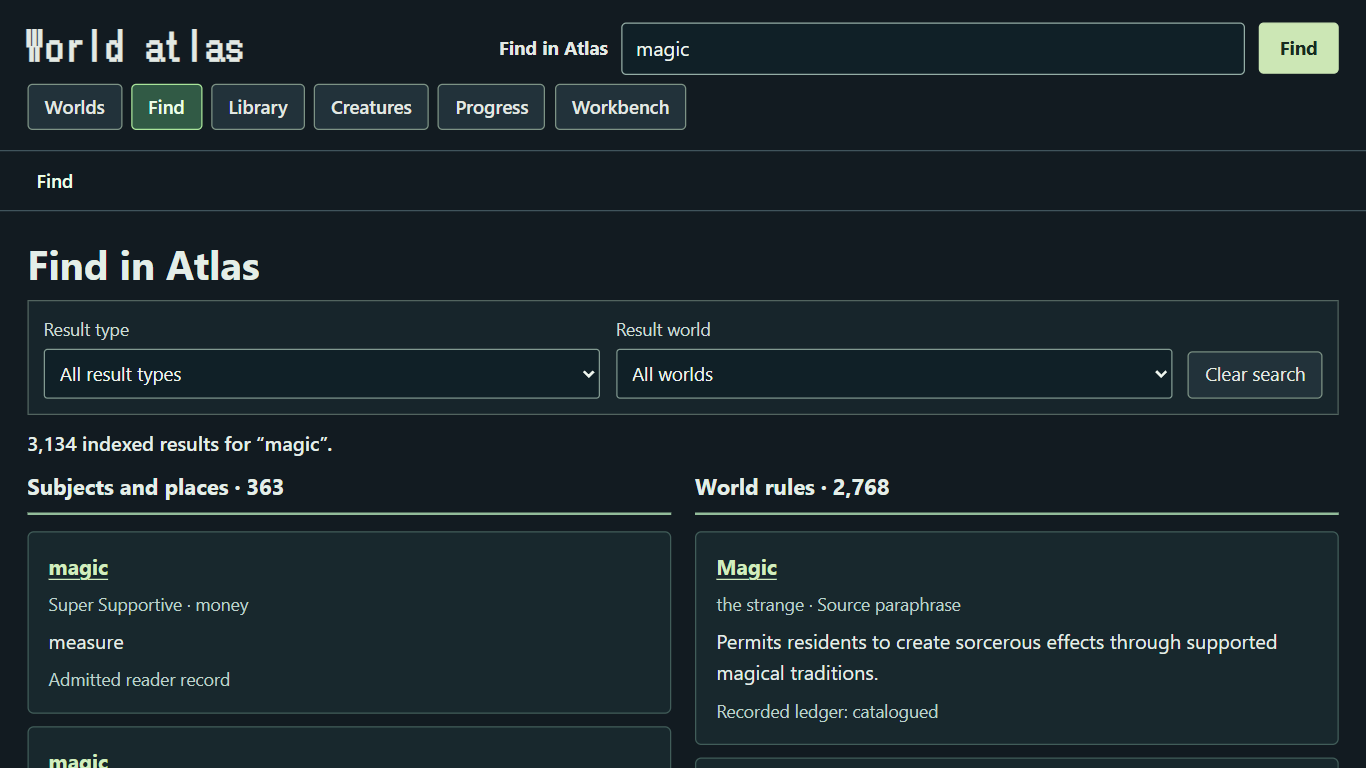 World atlas
Find in Atlas
magic
Find
Worlds
Find
Library
Creatures
Progress
Workbench
Find
Find in Atlas
Result type
Result world
All result types
All worlds
Clear search
3,134 indexed results for “magic”.
Subjects and places · 363
magic
Super Supportive · money
measure
Admitted reader record
magic
World rules · 2,768
Magic
the strange · Source paraphrase
Permits residents to create sorcerous effects through supported
magical traditions.
Recorded ledger: catalogued